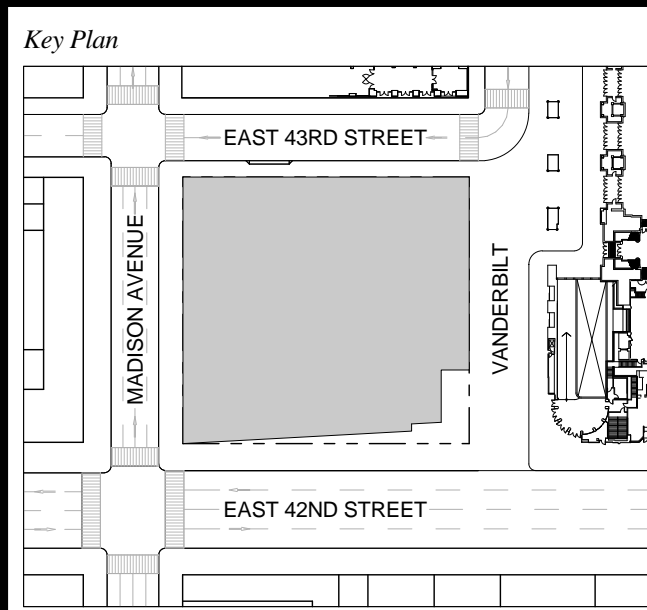 Key Plan
EAST 43RD STREET
MADISON AVENUE
VANDERBILT
EAST 42ND STREET